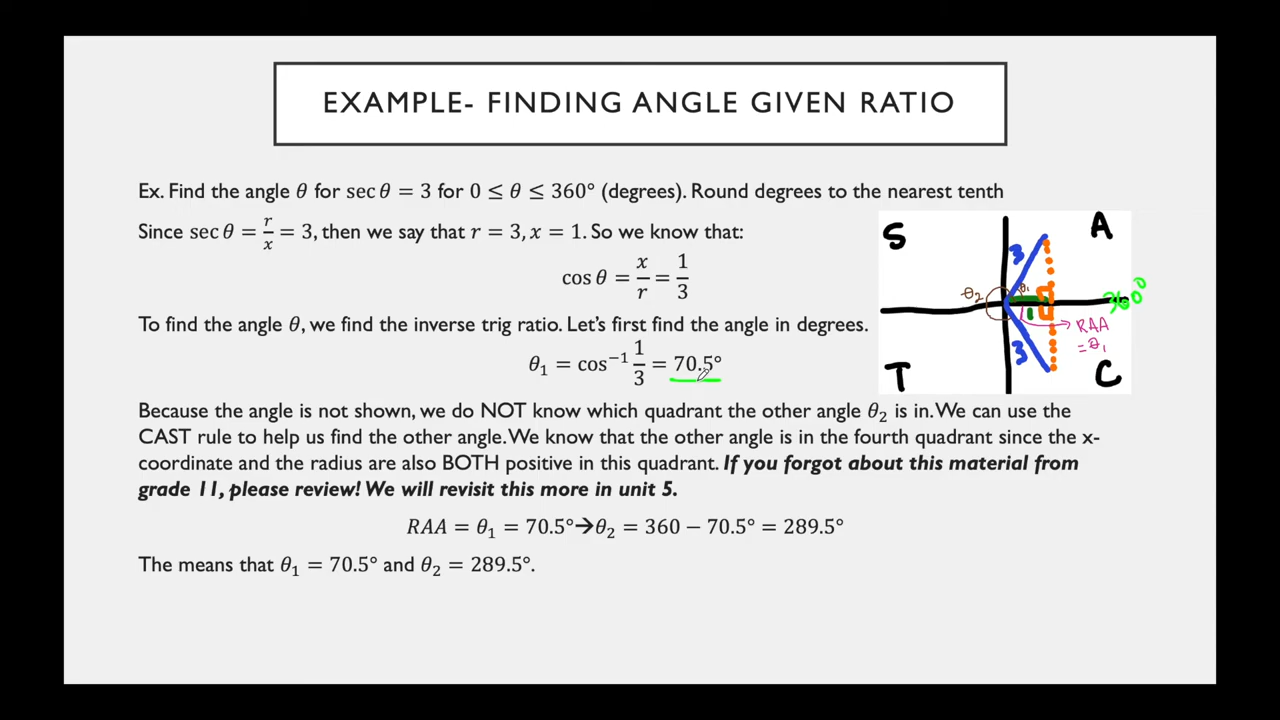 EXAMPLE- FINDING ANGLE GIVEN RATIO
Ex. Find the angle θ for sec θ = 3 for 0 ≤ θ ≤ 360° (degrees). Round degrees to the nearest tenth
Since sec θ = r/x = 3, then we say that r = 3, x = 1. So we know that:
cos θ = x/r = 1/3
To find the angle θ, we find the inverse trig ratio. Let's first find the angle in degrees.
θ₁ = cos⁻¹ 1/3 = 70.5°
Because the angle is not shown, we do NOT know which quadrant the other angle θ₂ is in. We can use the
CAST rule to help us find the other angle. We know that the other angle is in the fourth quadrant since the x-
coordinate and the radius are also BOTH positive in this quadrant. If you forgot about this material from
grade 11, please review! We will revisit this more in unit 5.
RAA = θ₁ = 70.5°→θ₂ = 360 − 70.5° = 289.5°
The means that θ₁ = 70.5° and θ₂ = 289.5°.
S
A
3
θ₂
θ₁
360°
1
RAA
= θ₁
3
T
C